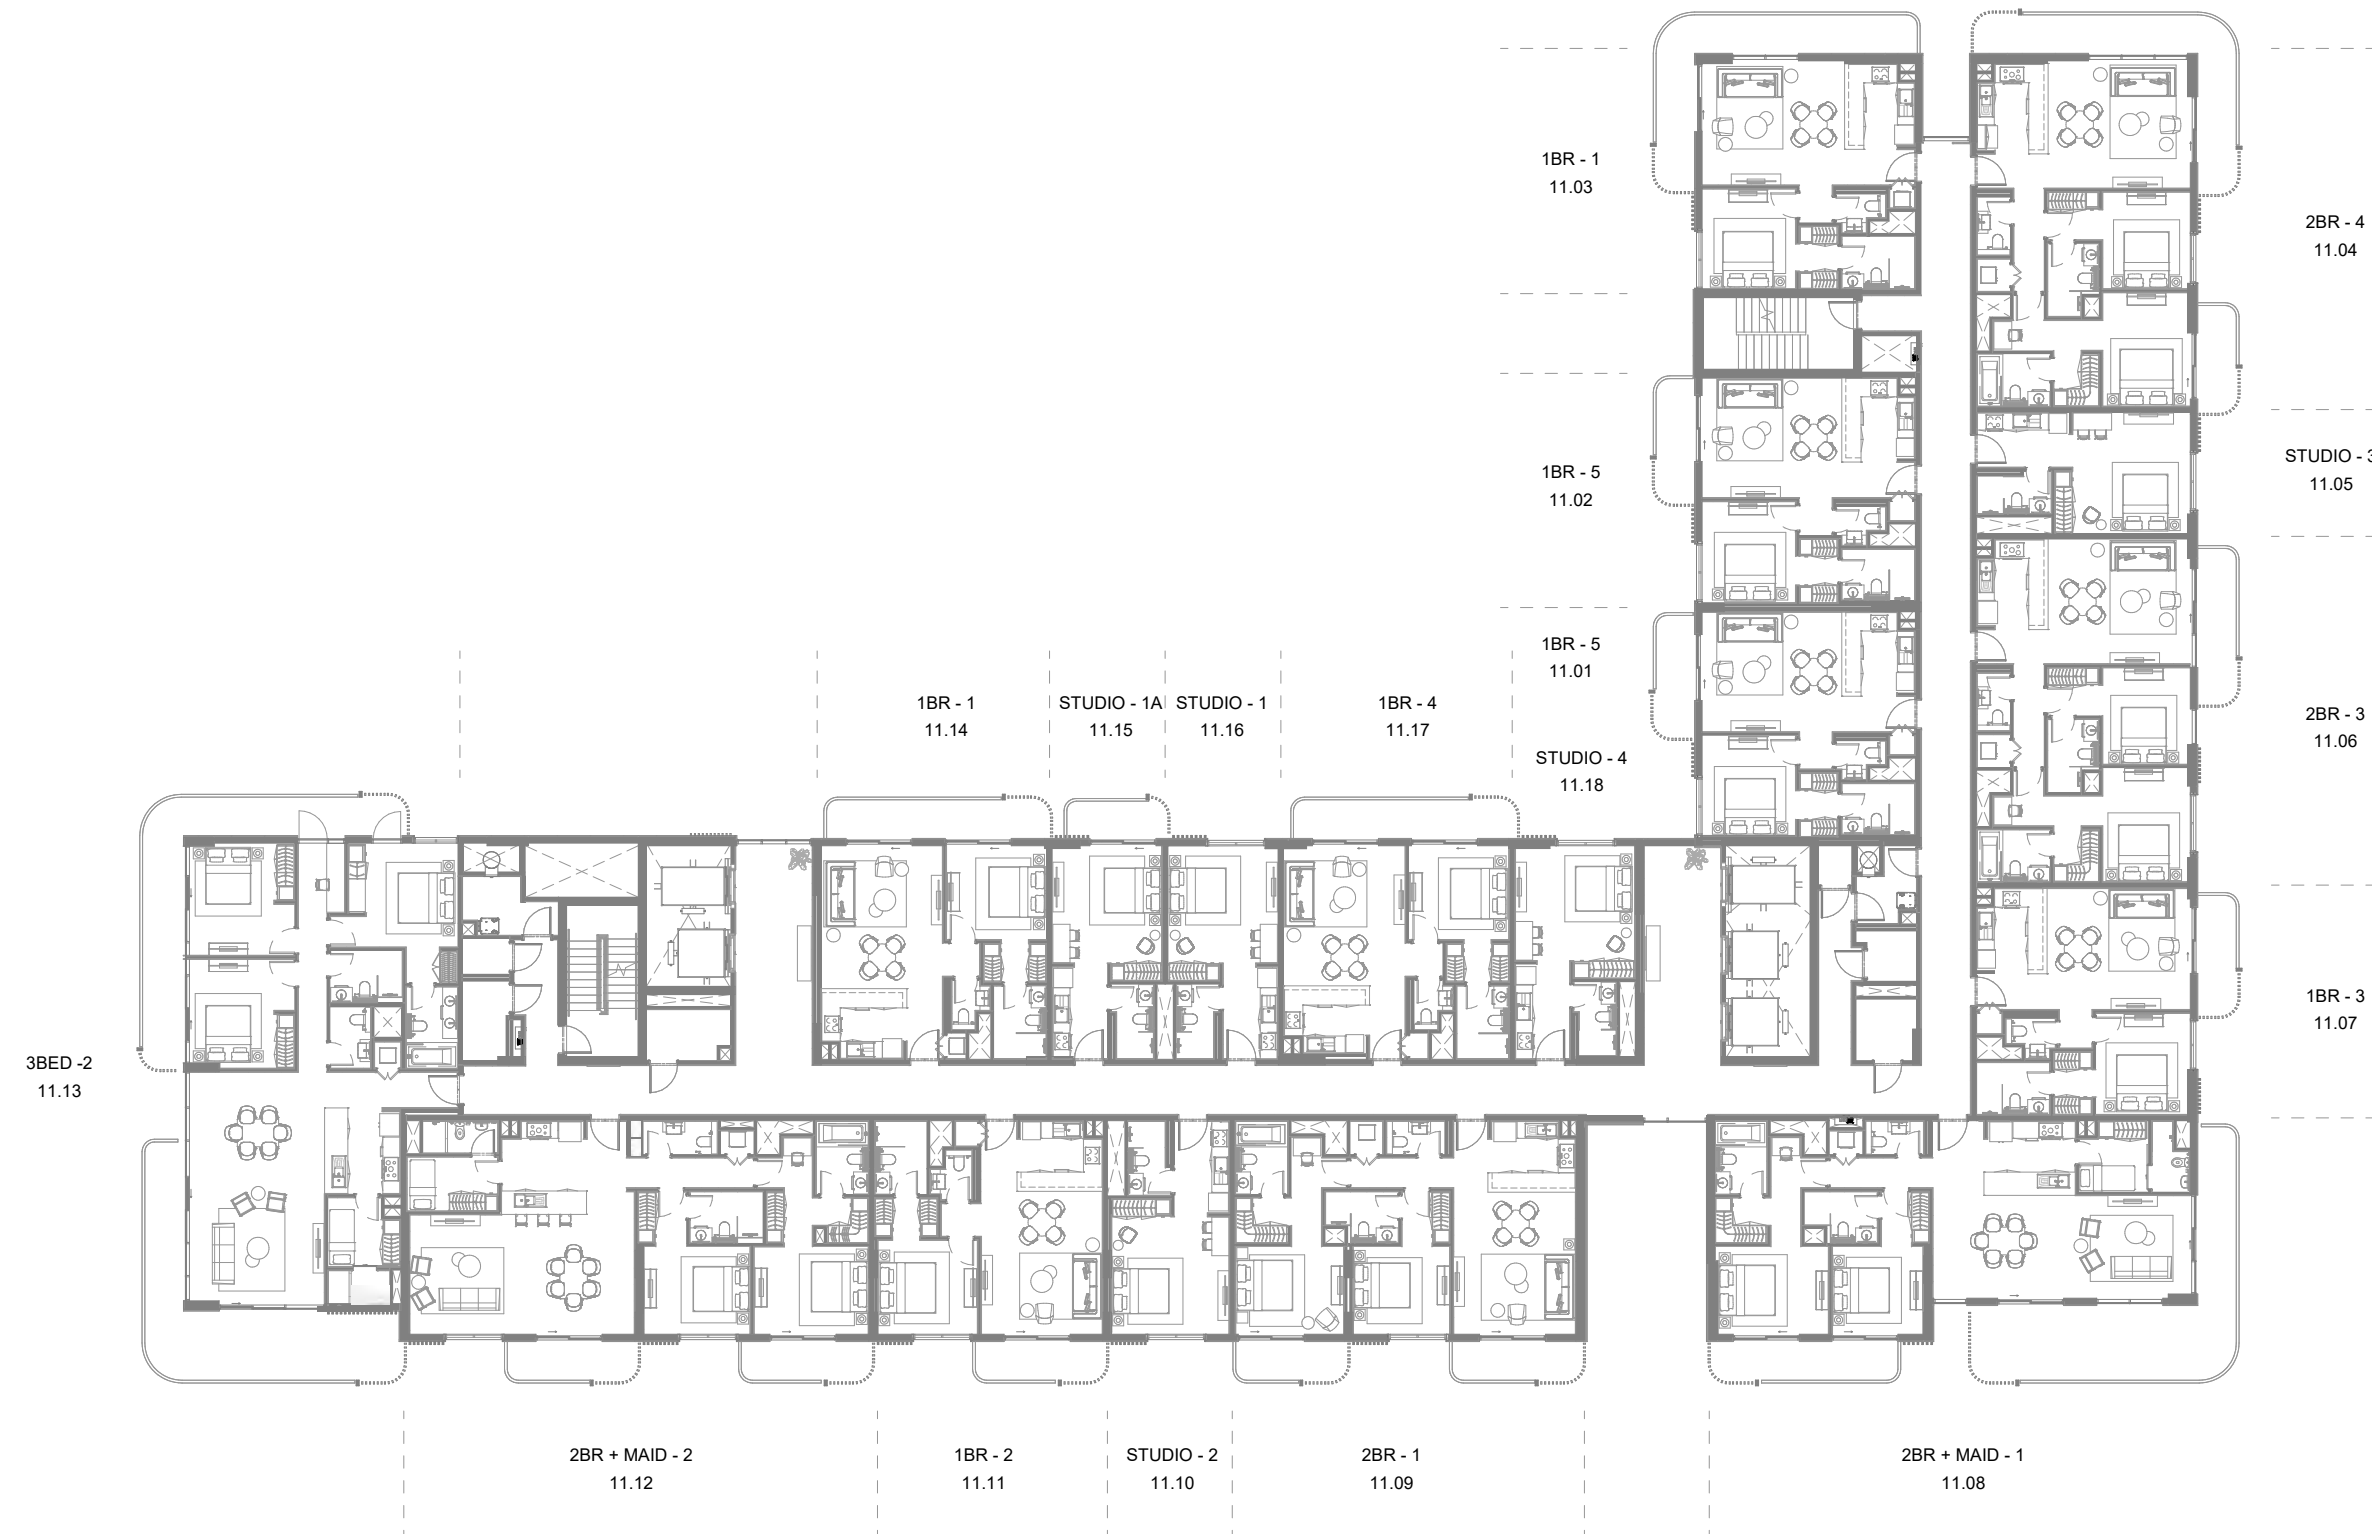 1BR - 1
11.03
2BR - 4
11.04
STUDIO - 3
11.05
1BR - 5
11.02
1BR - 5
11.01
1BR - 1
11.14
STUDIO - 1A
11.15
STUDIO - 1
11.16
1BR - 4
11.17
STUDIO - 4
11.18
2BR - 3
11.06
1BR - 3
11.07
3BED -2
11.13
2BR + MAID - 2
11.12
1BR - 2
11.11
STUDIO - 2
11.10
2BR - 1
11.09
2BR + MAID - 1
11.08